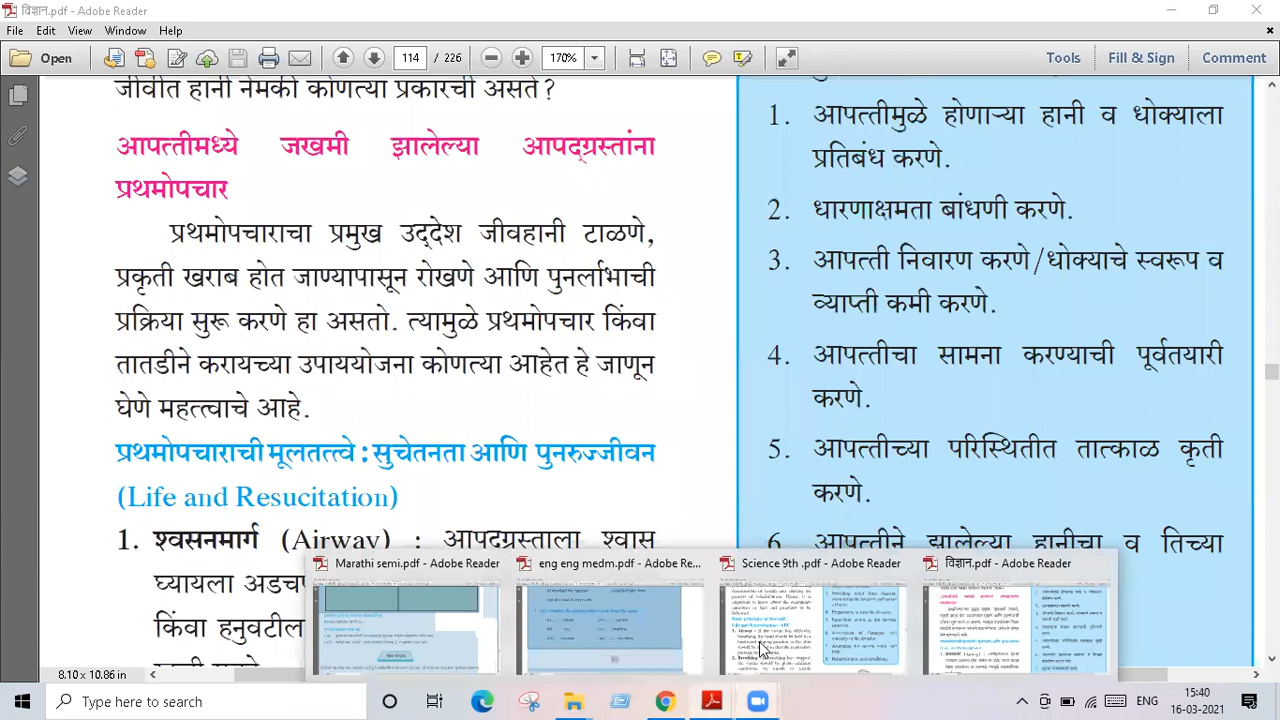 विज्ञान.pdf - Adobe Reader
File Edit View Window Help
Open 114 / 226 170% Tools Fill & Sign Comment
जीवीत हानी नेमकी कोणत्या प्रकारची असते?
आपत्तीमध्ये जखमी झालेल्या आपद्‌ग्रस्तांना
प्रथमोपचार
प्रथमोपचाराचा प्रमुख उद्‌देश जीवहानी टाळणे,
प्रकृती खराब होत जाण्यापासून रोखणे आणि पुनर्लाभाची
प्रक्रिया सुरू करणे हा असतो. त्यामुळे प्रथमोपचार किंवा
तातडीने करायच्या उपाययोजना कोणत्या आहेत हे जाणून
घेणे महत्त्वाचे आहे.
प्रथमोपचाराची मूलतत्त्वे : सुचेतनता आणि पुनरुज्जीवन
(Life and Resucitation)
1. श्वसनमार्ग (Airway) : आपद्‌ग्रस्ताला श्वास
घ्यायला
किंवा हनुवटील
1. आपत्तीमुळे होणाऱ्या हानी व धोक्याला
प्रतिबंध करणे.
2. धारणाक्षमता बांधणी करणे.
3. आपत्ती निवारण करणे/धोक्याचे स्वरूप व
व्याप्ती कमी करणे.
4. आपत्तीचा सामना करण्याची पूर्वतयारी
करणे.
5. आपत्तीच्या परिस्थितीत तात्काळ कृती
करणे.
6. आपत्तीने झालेल्या हानीचा व तिच्या
Marathi semi.pdf - Adobe Reader
eng eng medm.pdf - Adobe Re...
Science 9th .pdf - Adobe Reader
विज्ञान.pdf - Adobe Reader
10 x 10.86 in
Type here to search
ENG
15:40
16-03-2021